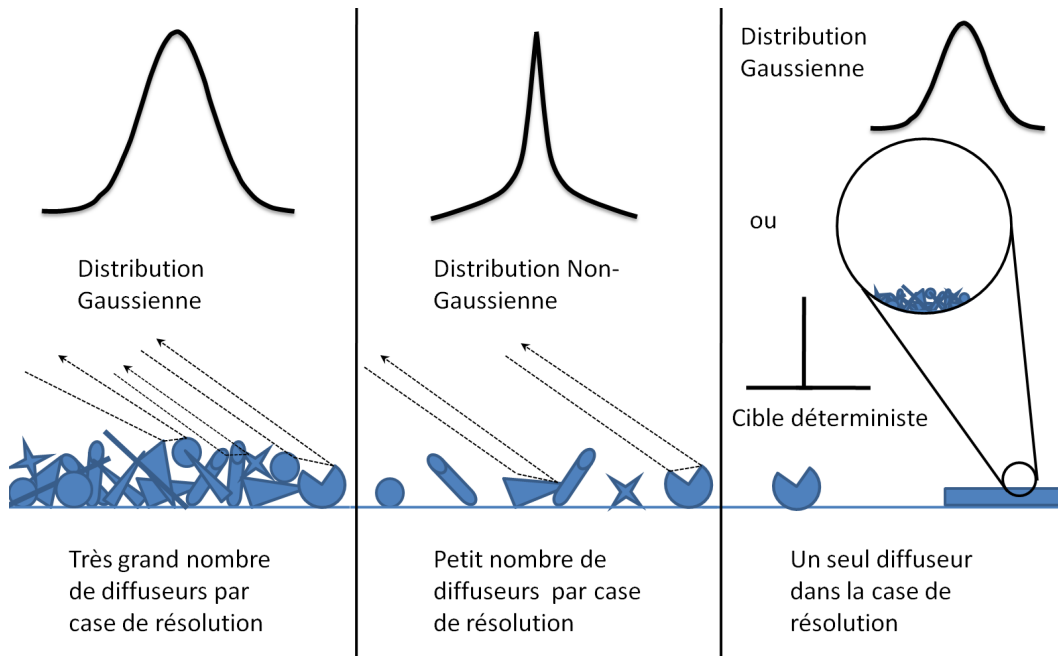 Distribution
Gaussienne
Très grand nombre
de diffuseurs par
case de résolution
Distribution Non-
Gaussienne
Petit nombre de
diffuseurs  par case
de résolution
Distribution
Gaussienne
ou
Cible déterministe
Un seul diffuseur
dans la case de
résolution